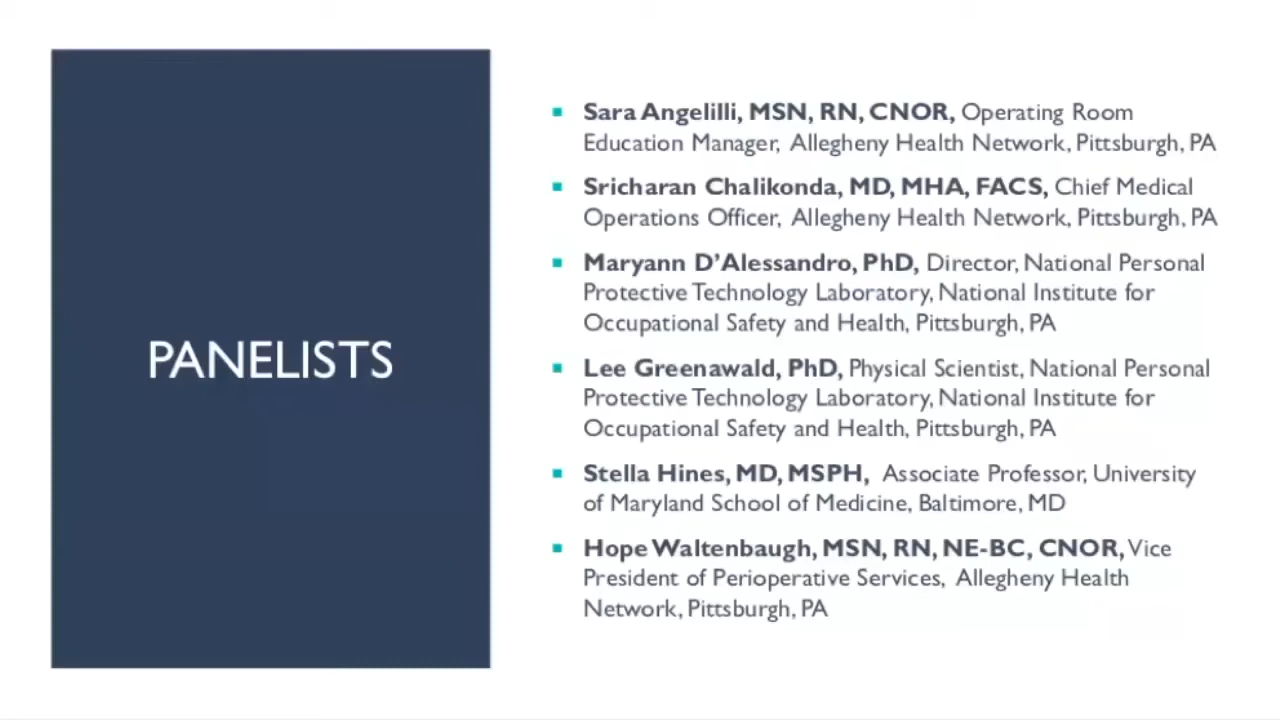 PANELISTS
▪ Sara Angelilli, MSN, RN, CNOR, Operating Room
Education Manager, Allegheny Health Network, Pittsburgh, PA
▪ Sricharan Chalikonda, MD, MHA, FACS, Chief Medical
Operations Officer, Allegheny Health Network, Pittsburgh, PA
▪ Maryann D'Alessandro, PhD, Director, National Personal
Protective Technology Laboratory, National Institute for
Occupational Safety and Health, Pittsburgh, PA
▪ Lee Greenawald, PhD, Physical Scientist, National Personal
Protective Technology Laboratory, National Institute for
Occupational Safety and Health, Pittsburgh, PA
▪ Stella Hines, MD, MSPH, Associate Professor, University
of Maryland School of Medicine, Baltimore, MD
▪ Hope Waltenbaugh, MSN, RN, NE-BC, CNOR, Vice
President of Perioperative Services, Allegheny Health
Network, Pittsburgh, PA